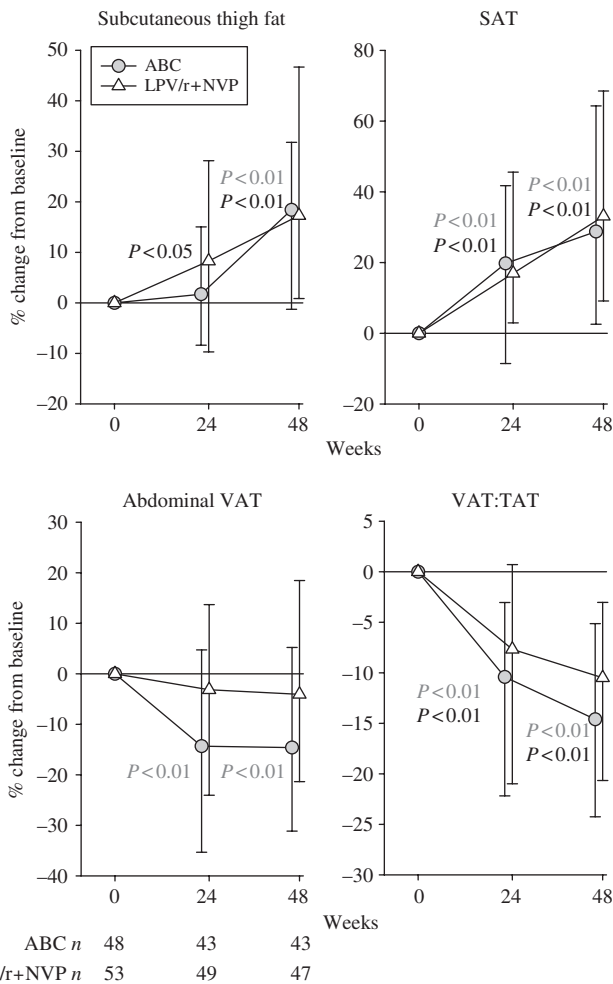 Subcutaneous thigh fat
% change from baseline
50
40
30
20
10
0
−10
−20
ABC
LPV/r+NVP
P<0.05
P<0.01
P<0.01
0 24 48
SAT
80
60
40
20
0
−20
P<0.01
P<0.01
P<0.01
P<0.01
0 24 48
Weeks
Abdominal VAT
% change from baseline
30
20
10
0
−10
−20
−30
−40
P<0.01 P<0.01
0 24 48
VAT:TAT
5
0
−5
−10
−15
−20
−25
−30
P<0.01
P<0.01
P<0.01
P<0.01
0 24 48
Weeks
ABC n 48 43 43
/r+NVP n 53 49 47